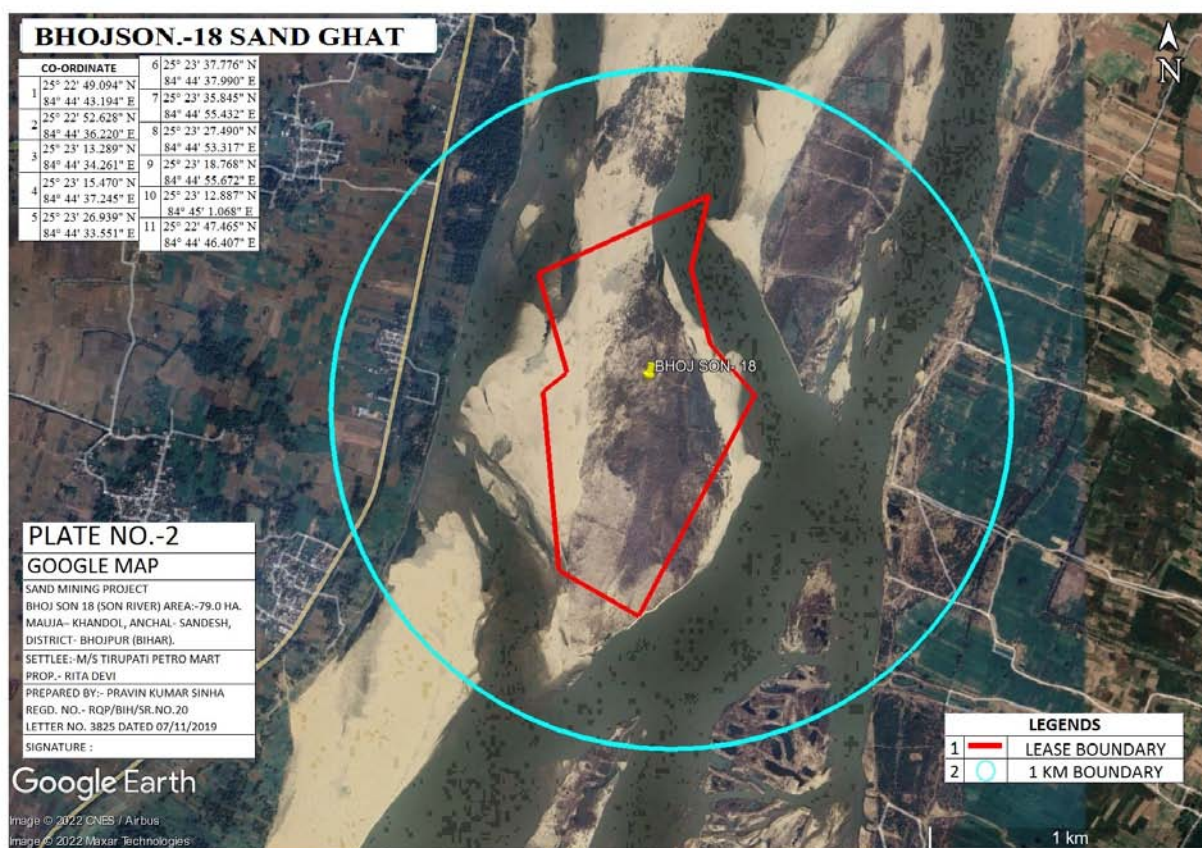 BHOJSON.-18 SAND GHAT
CO-ORDINATE
1 25° 22' 49.094" N
84° 44' 43.194" E
2 25° 22' 52.628" N
84° 44' 36.220" E
3 25° 23' 13.289" N
84° 44' 34.261" E
4 25° 23' 15.470" N
84° 44' 37.245" E
5 25° 23' 26.939" N
84° 44' 33.551" E
6 25° 23' 37.776" N
84° 44' 37.990" E
7 25° 23' 35.845" N
84° 44' 55.432" E
8 25° 23' 27.490" N
84° 44' 53.317" E
9 25° 23' 18.768" N
84° 44' 55.672" E
10 25° 23' 12.887" N
84° 45' 1.068" E
11 25° 22' 47.465" N
84° 44' 46.407" E
N
BHOJ SON- 18
PLATE NO.-2
GOOGLE MAP
SAND MINING PROJECT
BHOJ SON 18 (SON RIVER) AREA:-79.0 HA.
MAUJA– KHANDOL, ANCHAL- SANDESH,
DISTRICT- BHOJPUR (BIHAR).
SETTLEE:-M/S TIRUPATI PETRO MART
PROP.- RITA DEVI
PREPARED BY:- PRAVIN KUMAR SINHA
REGD. NO.- RQP/BIH/SR.NO.20
LETTER NO. 3825 DATED 07/11/2019
SIGNATURE :
Google Earth
Image © 2022 CNES / Airbus
Image © 2022 Maxar Technologies
LEGENDS
1 LEASE BOUNDARY
2 1 KM BOUNDARY
1 km